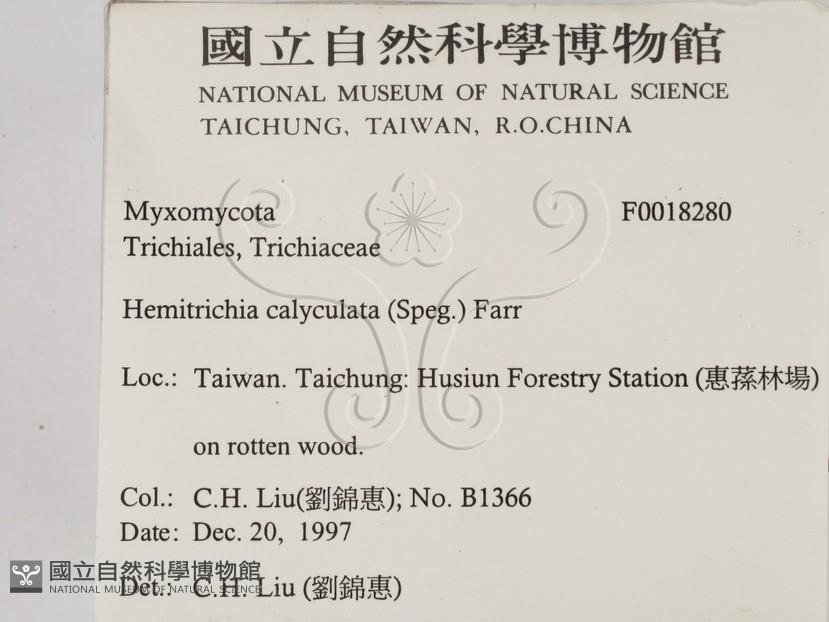 國立自然科學博物館
NATIONAL MUSEUM OF NATURAL SCIENCE
TAICHUNG, TAIWAN, R.O.CHINA
Myxomycota F0018280
Trichiales, Trichiaceae
Hemitrichia calyculata (Speg.) Farr
Loc.: Taiwan. Taichung: Husiun Forestry Station (惠蓀林場)
on rotten wood.
Col.: C.H. Liu(劉錦惠); No. B1366
Date: Dec. 20, 1997
Det.: C.H. Liu (劉錦惠)
國立自然科學博物館
NATIONAL MUSEUM OF NATURAL SCIENCE